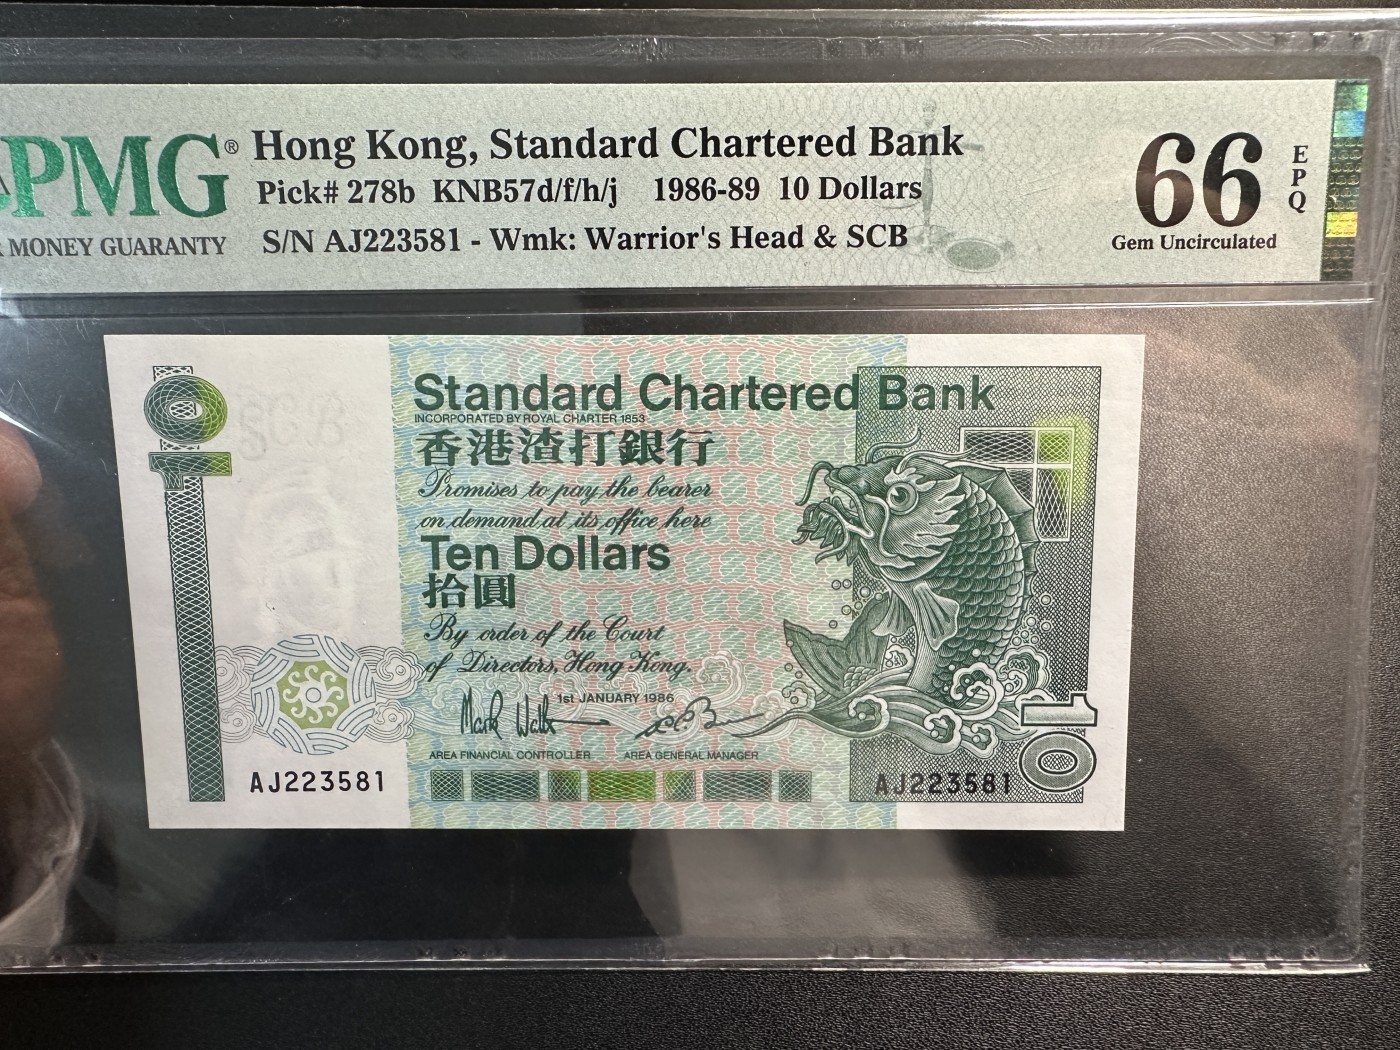 PMG®
MONEY GUARANTY
Hong Kong, Standard Chartered Bank
Pick# 278b KNB57d/f/h/j 1986-89 10 Dollars
S/N AJ223581 - Wmk: Warrior's Head & SCB
66
EPQ
Gem Uncirculated
10
Standard Chartered Bank
INCORPORATED BY ROYAL CHARTER 1853
香港渣打銀行
Promises to pay the bearer
on demand at its office here
Ten Dollars
拾圓
By order of the Court
of Directors, Hong Kong.
1st JANUARY 1986
AREA FINANCIAL CONTROLLER AREA GENERAL MANAGER
AJ223581
AJ223581
10